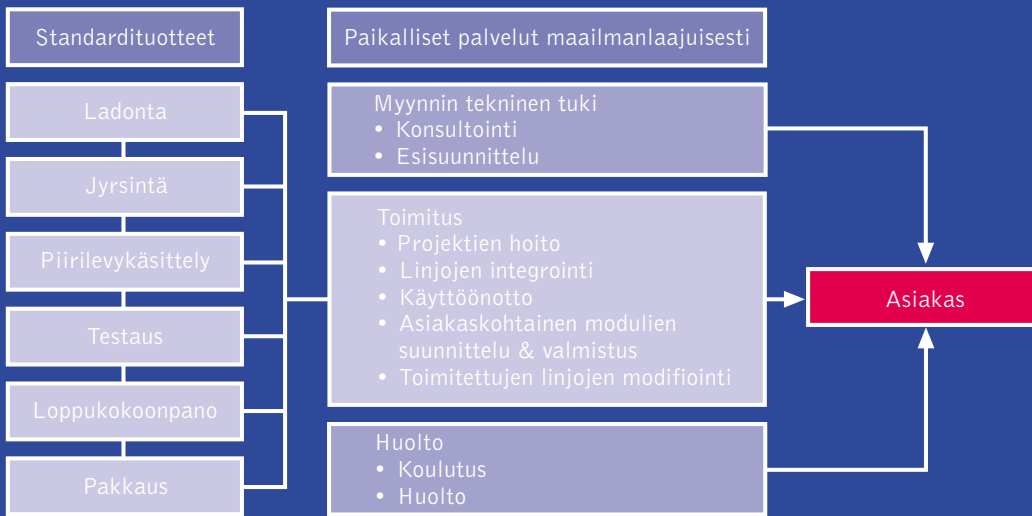 Standardituotteet
Ladonta
Jyrsintä
Piirilevykäsittely
Testaus
Loppukokoonpano
Pakkaus
Paikalliset palvelut maailmanlaajuisesti
Myynnin tekninen tuki
• Konsultointi
• Esisuunnittelu
Toimitus
• Projektien hoito
• Linjojen integrointi
• Käyttöönotto
• Asiakaskohtainen modulien
suunnittelu & valmistus
• Toimitettujen linjojen modifiointi
Huolto
• Koulutus
• Huolto
Asiakas